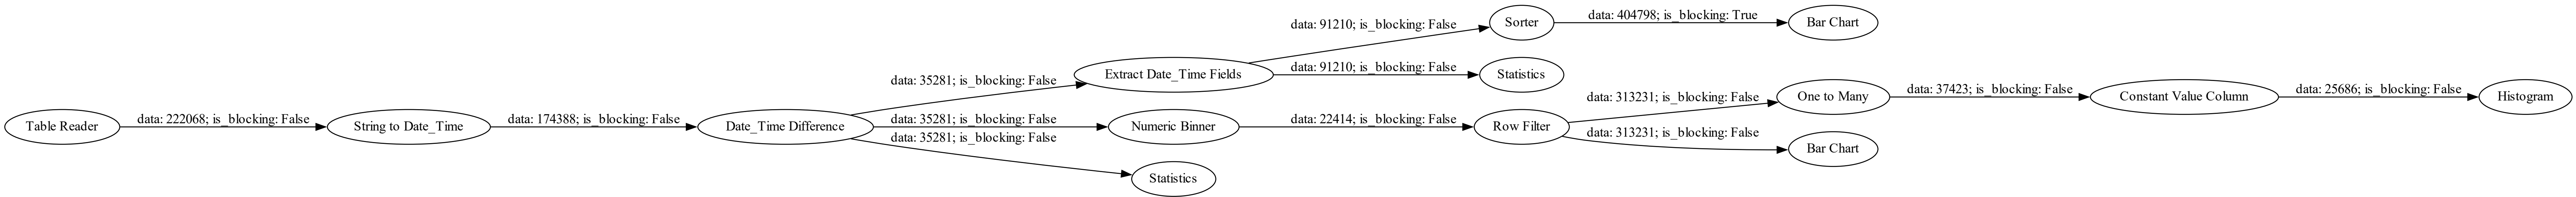 Table Reader
data: 222068; is_blocking: False
String to Date_Time
data: 174388; is_blocking: False
Date_Time Difference
data: 35281; is_blocking: False
Extract Date_Time Fields
data: 91210; is_blocking: False
Sorter
data: 404798; is_blocking: True
Bar Chart
data: 91210; is_blocking: False
Statistics
data: 35281; is_blocking: False
Numeric Binner
data: 22414; is_blocking: False
Row Filter
data: 313231; is_blocking: False
One to Many
data: 37423; is_blocking: False
Constant Value Column
data: 25686; is_blocking: False
Histogram
data: 313231; is_blocking: False
Bar Chart
data: 35281; is_blocking: False
Statistics